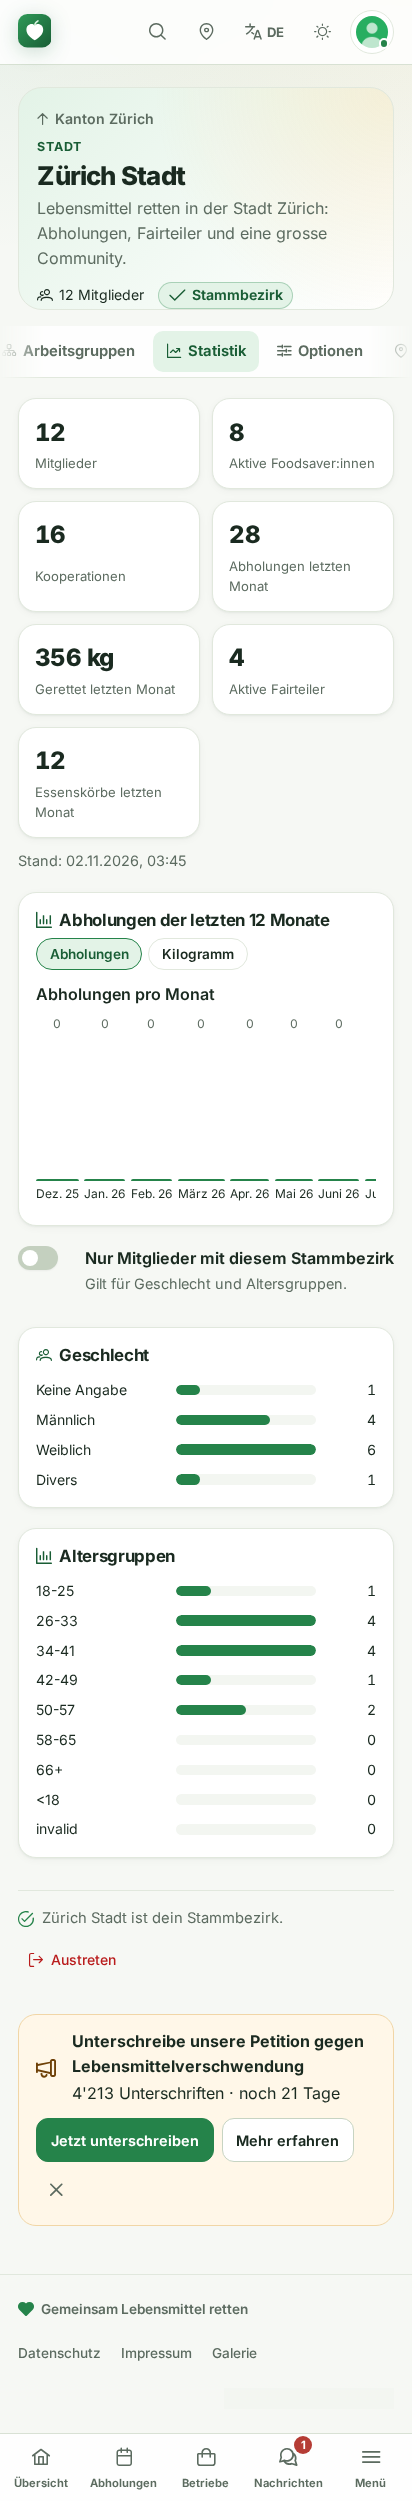 DE
Kanton Zürich
STADT
Zürich Stadt
Lebensmittel retten in der Stadt Zürich:
Abholungen, Fairteiler und eine grosse
Community.
12 Mitglieder
Stammbezirk
Arbeitsgruppen
Statistik
Optionen
12
Mitglieder
8
Aktive Foodsaver:innen
16
Kooperationen
28
Abholungen letzten
Monat
356 kg
Gerettet letzten Monat
4
Aktive Fairteiler
12
Essenskörbe letzten
Monat
Stand: 02.11.2026, 03:45
Abholungen der letzten 12 Monate
Abholungen Kilogramm
Abholungen pro Monat
0 0 0 0 0 0 0
Dez. 25 Jan. 26 Feb. 26 März 26 Apr. 26 Mai 26 Juni 26 Ju
Nur Mitglieder mit diesem Stammbezirk
Gilt für Geschlecht und Altersgruppen.
Geschlecht
Keine Angabe 1
Männlich 4
Weiblich 6
Divers 1
Altersgruppen
18-25 1
26-33 4
34-41 4
42-49 1
50-57 2
58-65 0
66+ 0
<18 0
invalid 0
Zürich Stadt ist dein Stammbezirk.
Austreten
Unterschreibe unsere Petition gegen
Lebensmittelverschwendung
4'213 Unterschriften · noch 21 Tage
Jetzt unterschreiben
Mehr erfahren
Gemeinsam Lebensmittel retten
Datenschutz Impressum Galerie
1
Übersicht Abholungen Betriebe Nachrichten Menü